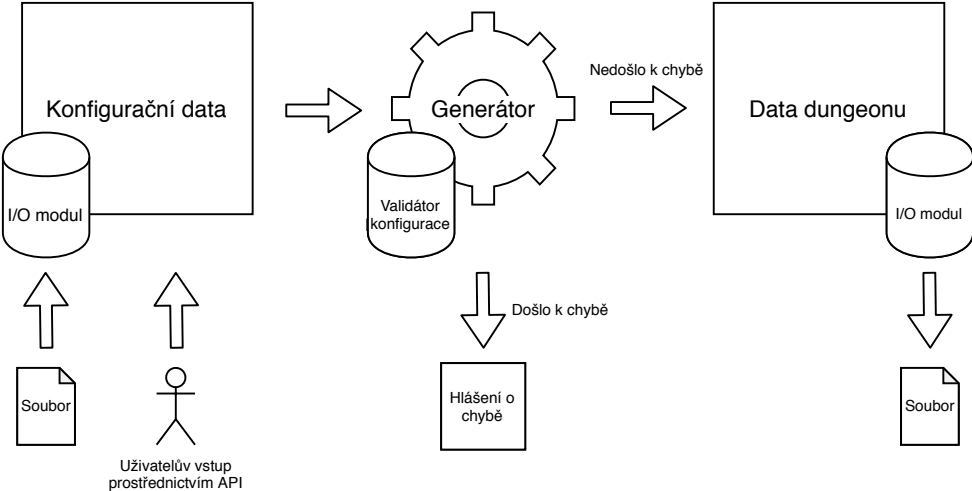 Nedošlo k chybě
Konfigurační data
Generátor
Data dungeonu
I/O modul
Validátor
konfigurace
I/O modul
Došlo k chybě
Soubor
Hlášení o
chybě
Soubor
Uživatelův vstup
prostřednictvím API